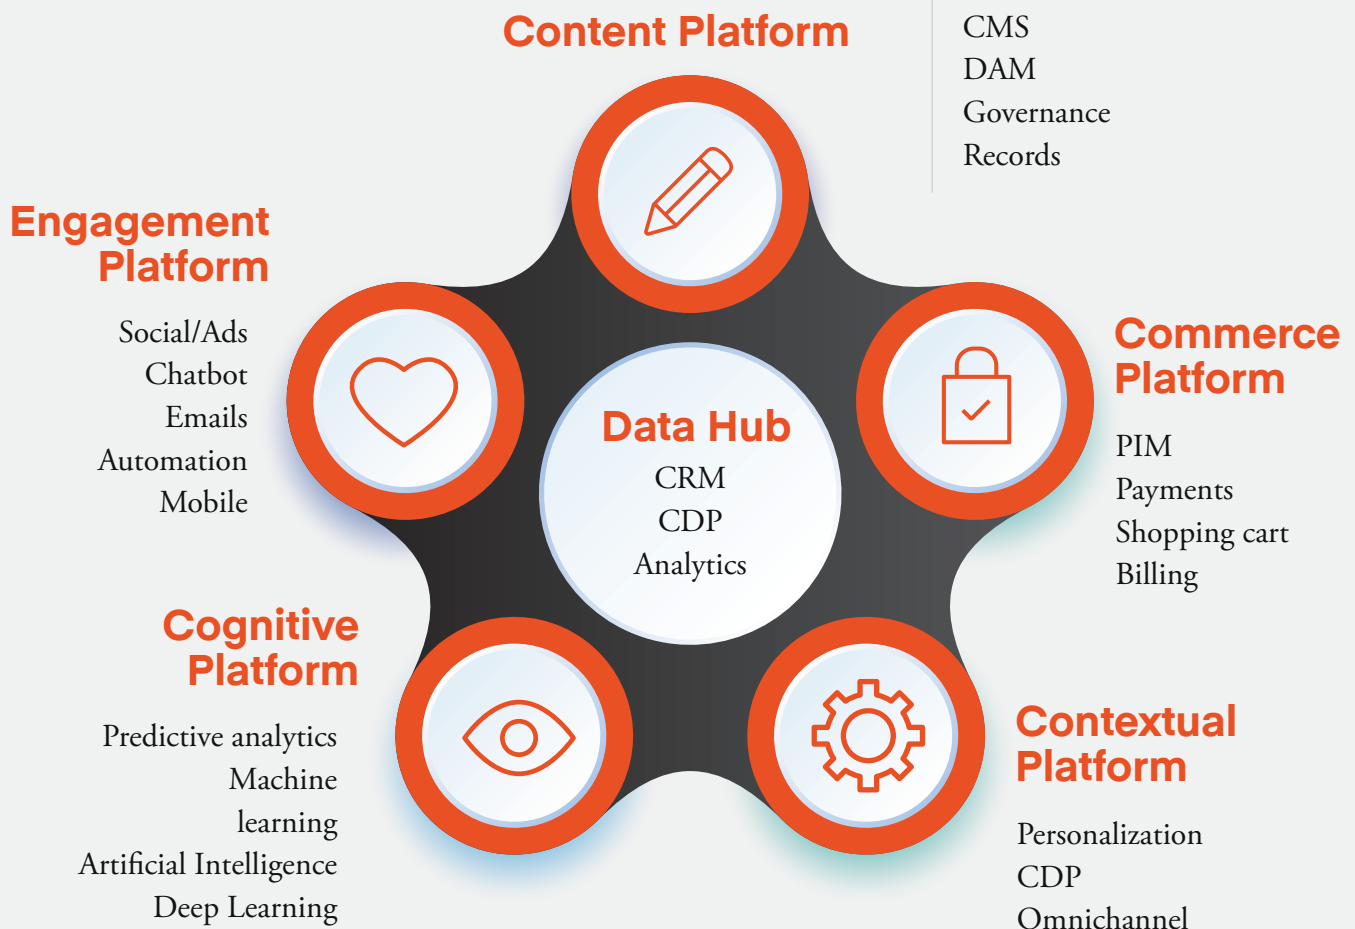 Content Platform
CMS
DAM
Governance
Records
Engagement
Platform
Social/Ads
Chatbot
Emails
Automation
Mobile
Commerce
Platform
PIM
Payments
Shopping cart
Billing
Data Hub
CRM
CDP
Analytics
Cognitive
Platform
Predictive analytics
Machine
learning
Artificial Intelligence
Deep Learning
Contextual
Platform
Personalization
CDP
Omnichannel